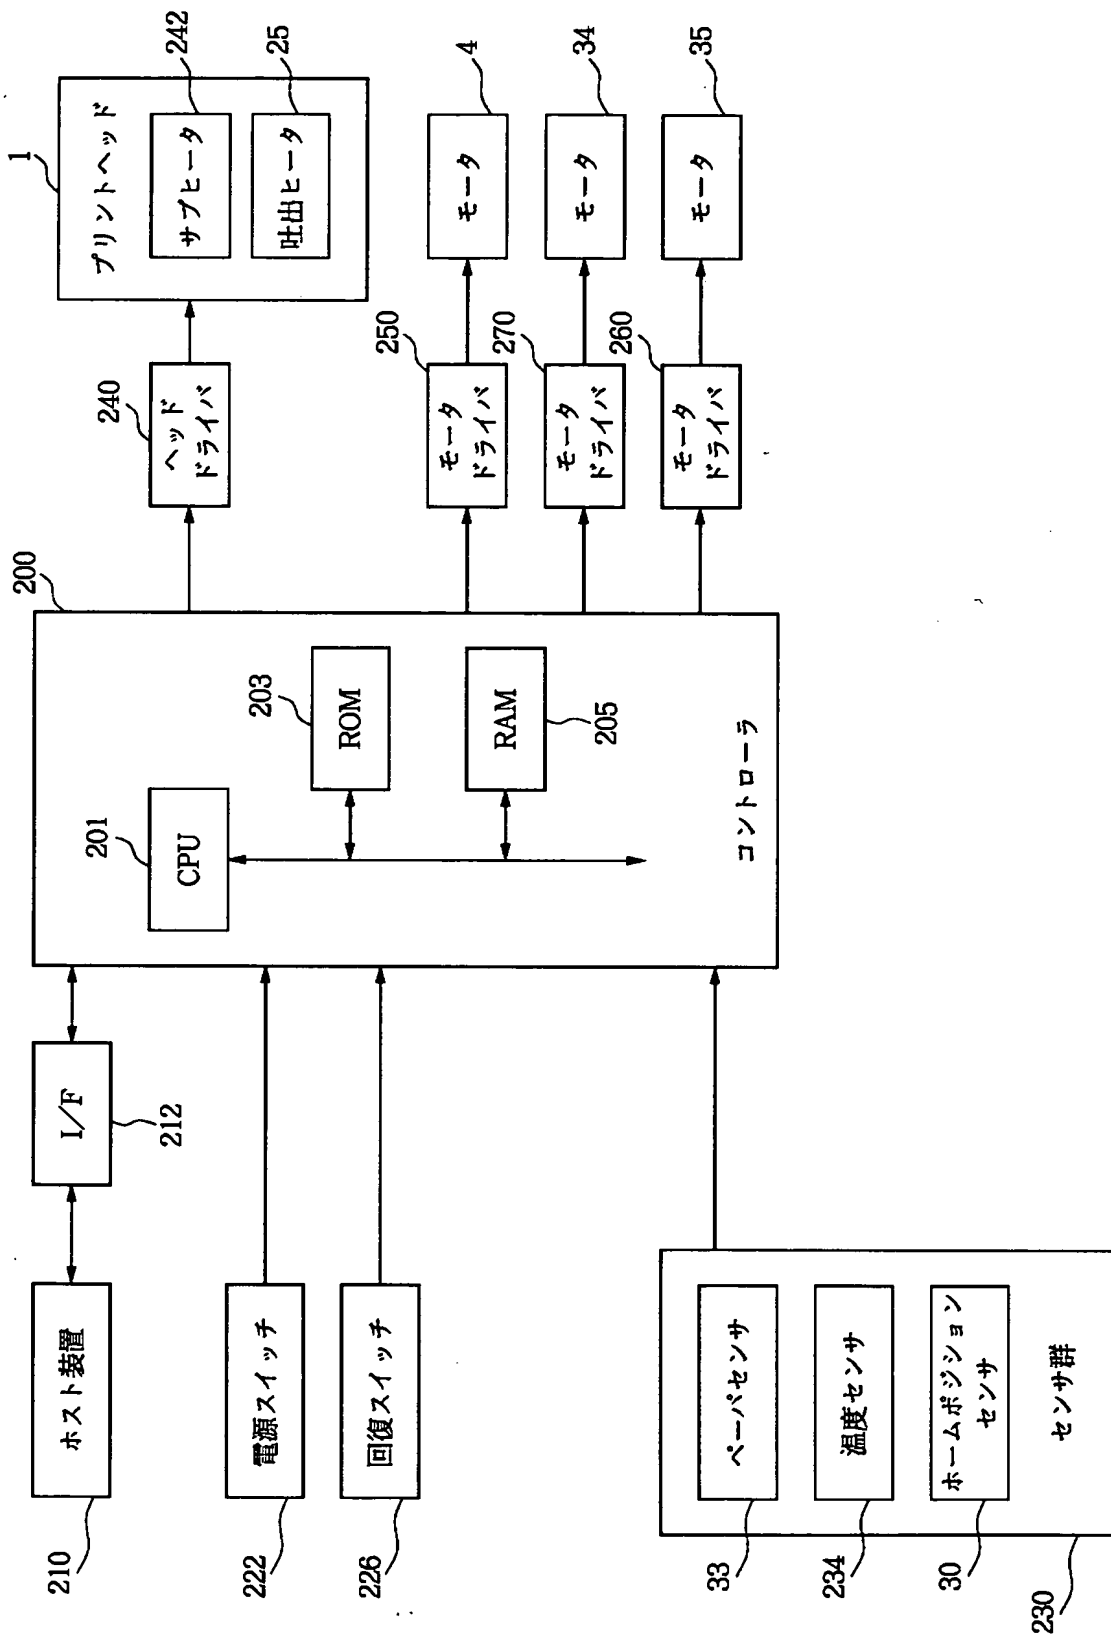 210
ホスト装置
I/F
212
222
電源スイッチ
226
回復スイッチ
200
201
CPU
203
ROM
RAM
205
コントローラ
33
ペーパセンサ
234
温度センサ
30
ホームポジション
センサ
センサ群
230
240
ヘッド
ドライバ
1
プリントヘッド
サブヒータ
242
吐出ヒータ
25
250
モータ
ドライバ
モータ
4
270
モータ
ドライバ
モータ
34
260
モータ
ドライバ
モータ
35